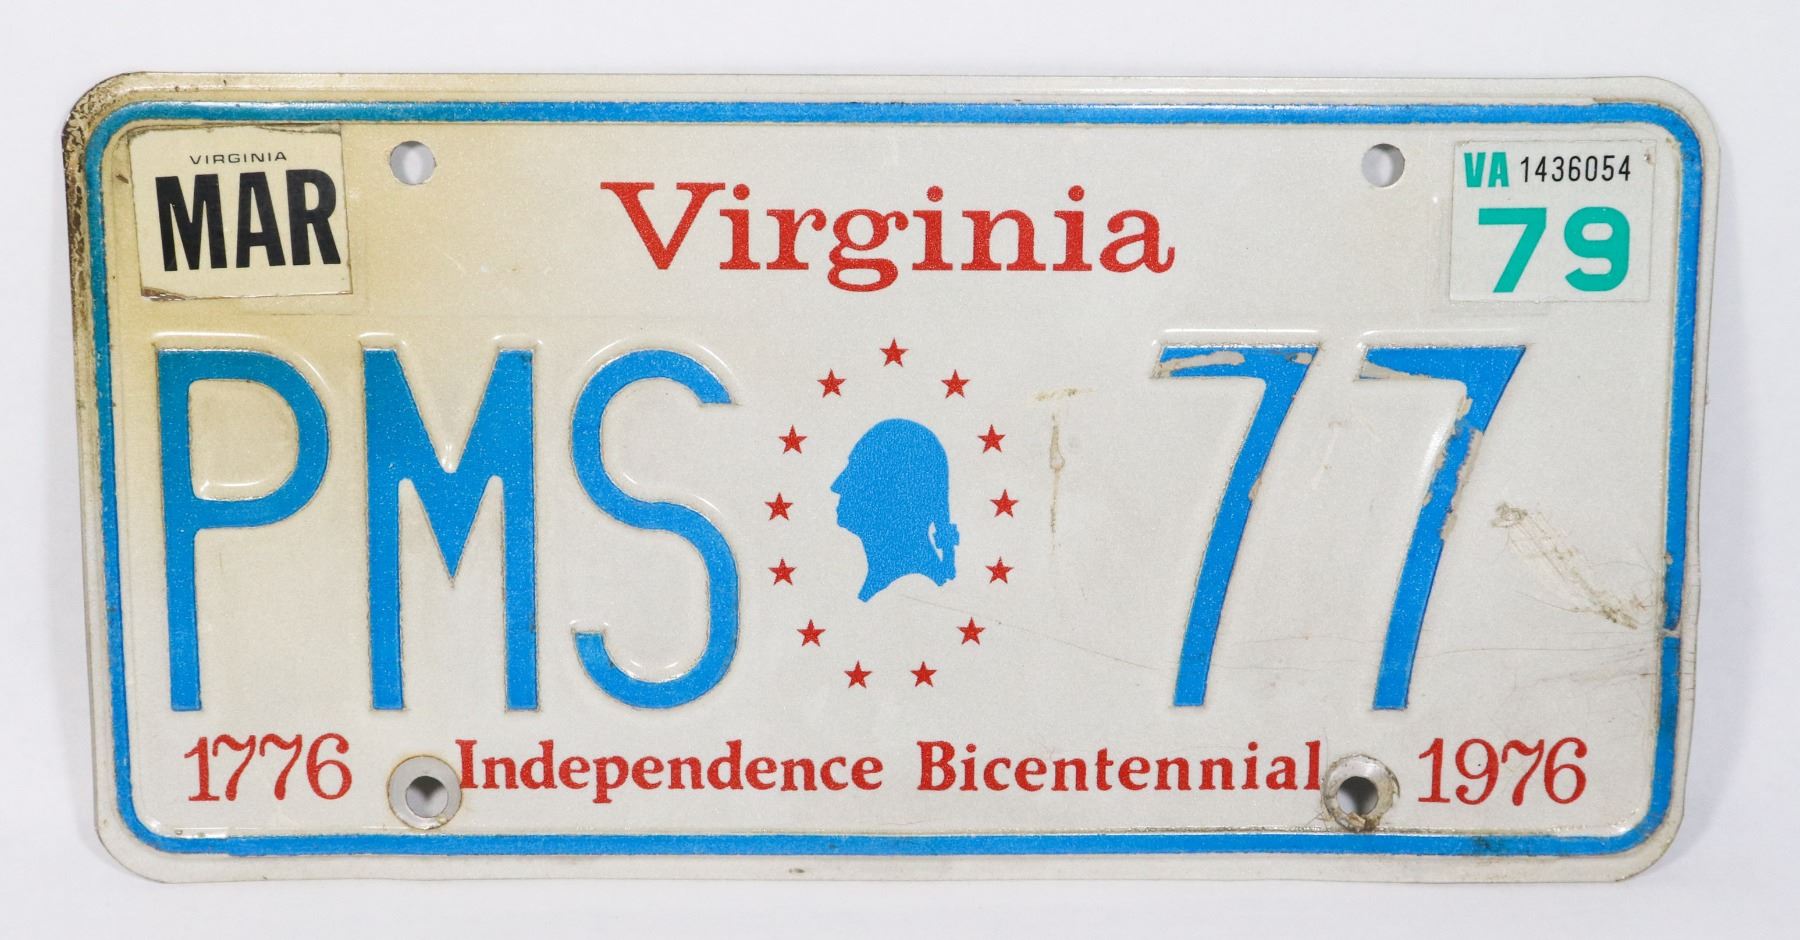 VIRGINIA
MAR
Virginia
VA 1436054
79
PMS 77
1776 Independence Bicentennial 1976